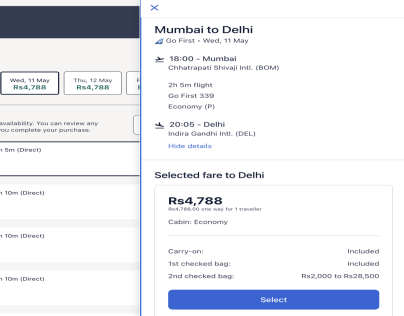 Wed, 11 May
Rs4,788
Thu, 12 May
Rs4,788
F
availability. You can review any
you complete your purchase.
5m (Direct)
10m (Direct)
10m (Direct)
10m (Direct)
Mumbai to Delhi
Go First • Wed, 11 May
18:00 - Mumbai
Chhatrapati Shivaji Intl. (BOM)
2h 5m flight
Go First 339
Economy (P)
20:05 - Delhi
Indira Gandhi Intl. (DEL)
Hide details
Selected fare to Delhi
Rs4,788
Rs4,788.00 one way for 1 traveller
Cabin: Economy
Carry-on: Included
1st checked bag: Included
2nd checked bag: Rs2,000 to Rs28,500
Select